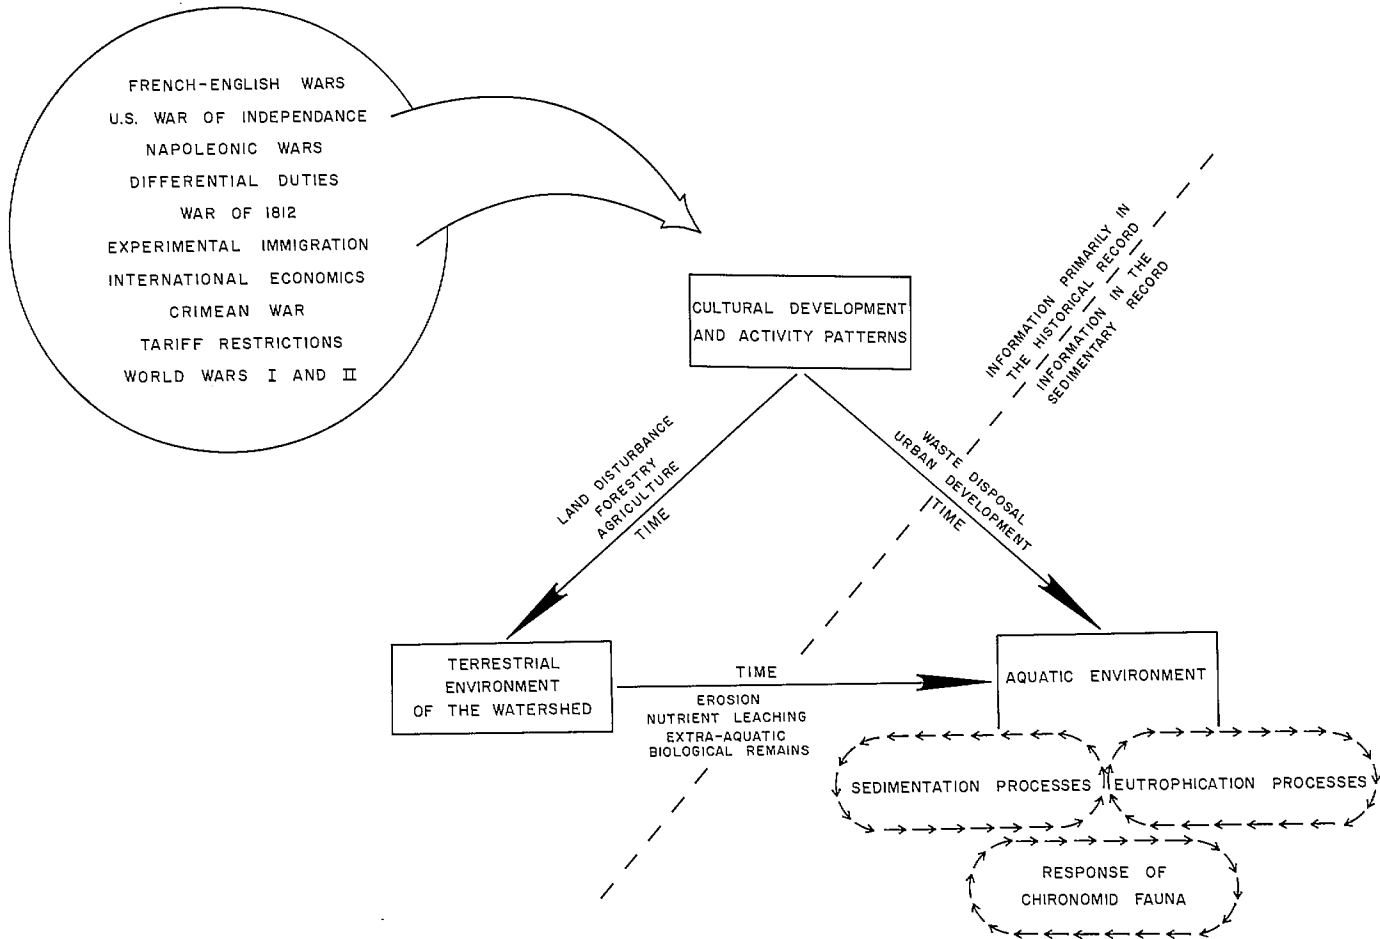 FRENCH-ENGLISH WARS
U.S. WAR OF INDEPENDANCE
NAPOLEONIC WARS
DIFFERENTIAL DUTIES
WAR OF 1812
EXPERIMENTAL IMMIGRATION
INTERNATIONAL ECONOMICS
CRIMEAN WAR
TARIFF RESTRICTIONS
WORLD WARS I AND II
CULTURAL DEVELOPMENT
AND ACTIVITY PATTERNS
INFORMATION PRIMARILY IN
THE HISTORICAL RECORD
INFORMATION IN THE
SEDIMENTARY RECORD
LAND DISTURBANCE
FORESTRY
AGRICULTURE
TIME
WASTE DISPOSAL
URBAN DEVELOPMENT
TIME
TERRESTRIAL
ENVIRONMENT
OF THE WATERSHED
TIME
EROSION
NUTRIENT LEACHING
EXTRA-AQUATIC
BIOLOGICAL REMAINS
AQUATIC ENVIRONMENT
SEDIMENTATION PROCESSES
EUTROPHICATION PROCESSES
RESPONSE OF
CHIRONOMID FAUNA